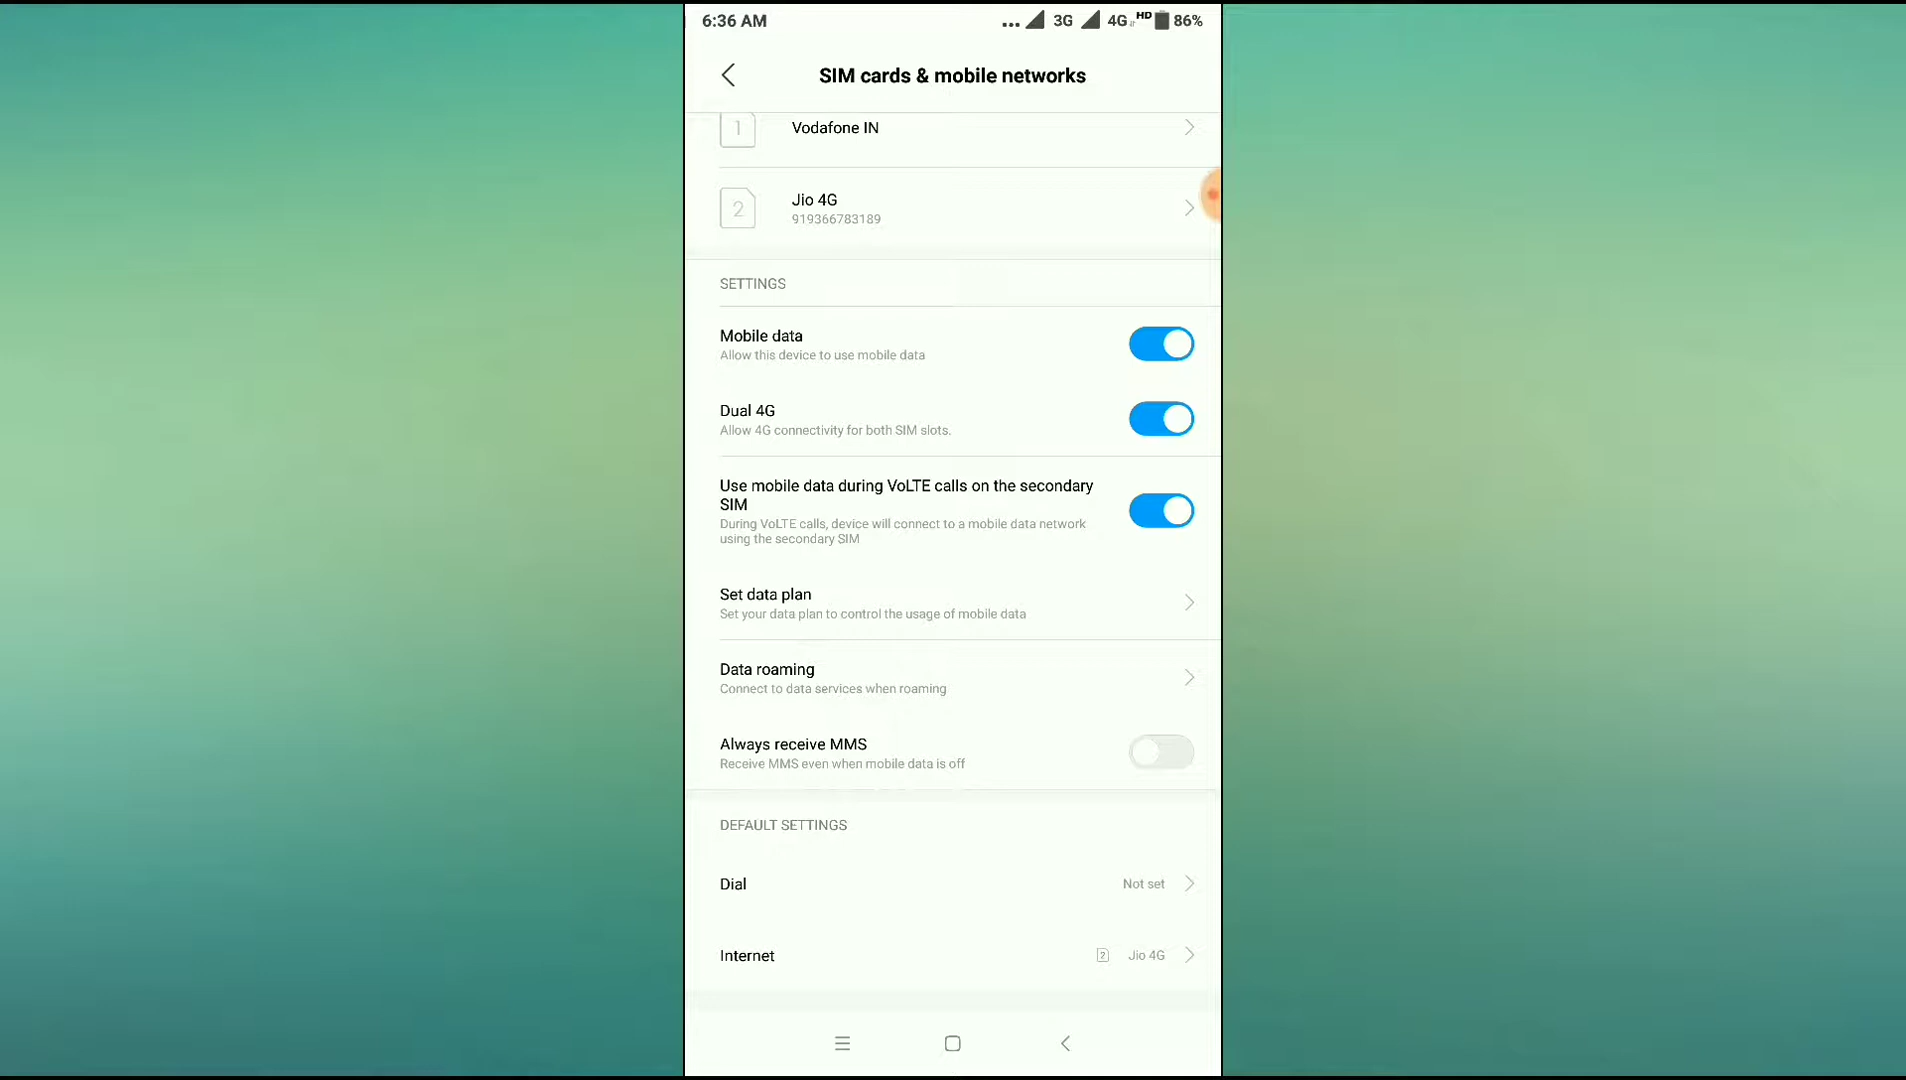 6:36 AM ... 3G 4G HD 86%
SIM cards & mobile networks
1 Vodafone IN
2 Jio 4G
919366783189
SETTINGS
Mobile data
Allow this device to use mobile data
Dual 4G
Allow 4G connectivity for both SIM slots.
Use mobile data during VoLTE calls on the secondary
SIM
During VoLTE calls, device will connect to a mobile data network
using the secondary SIM
Set data plan
Set your data plan to control the usage of mobile data
Data roaming
Connect to data services when roaming
Always receive MMS
Receive MMS even when mobile data is off
DEFAULT SETTINGS
Dial Not set
Internet 2 Jio 4G